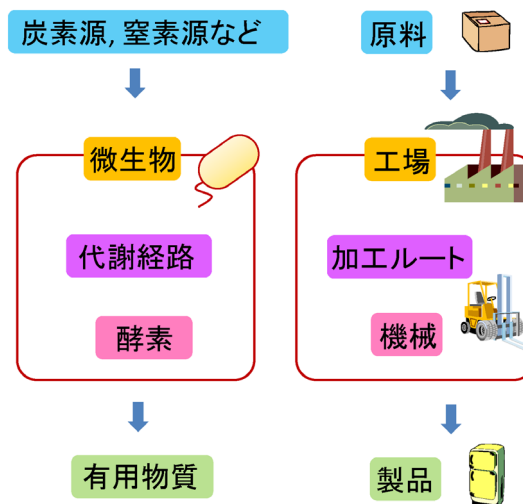 炭素源, 窒素源など
原料
微生物
工場
代謝経路
加工ルート
酵素
機械
有用物質
製品